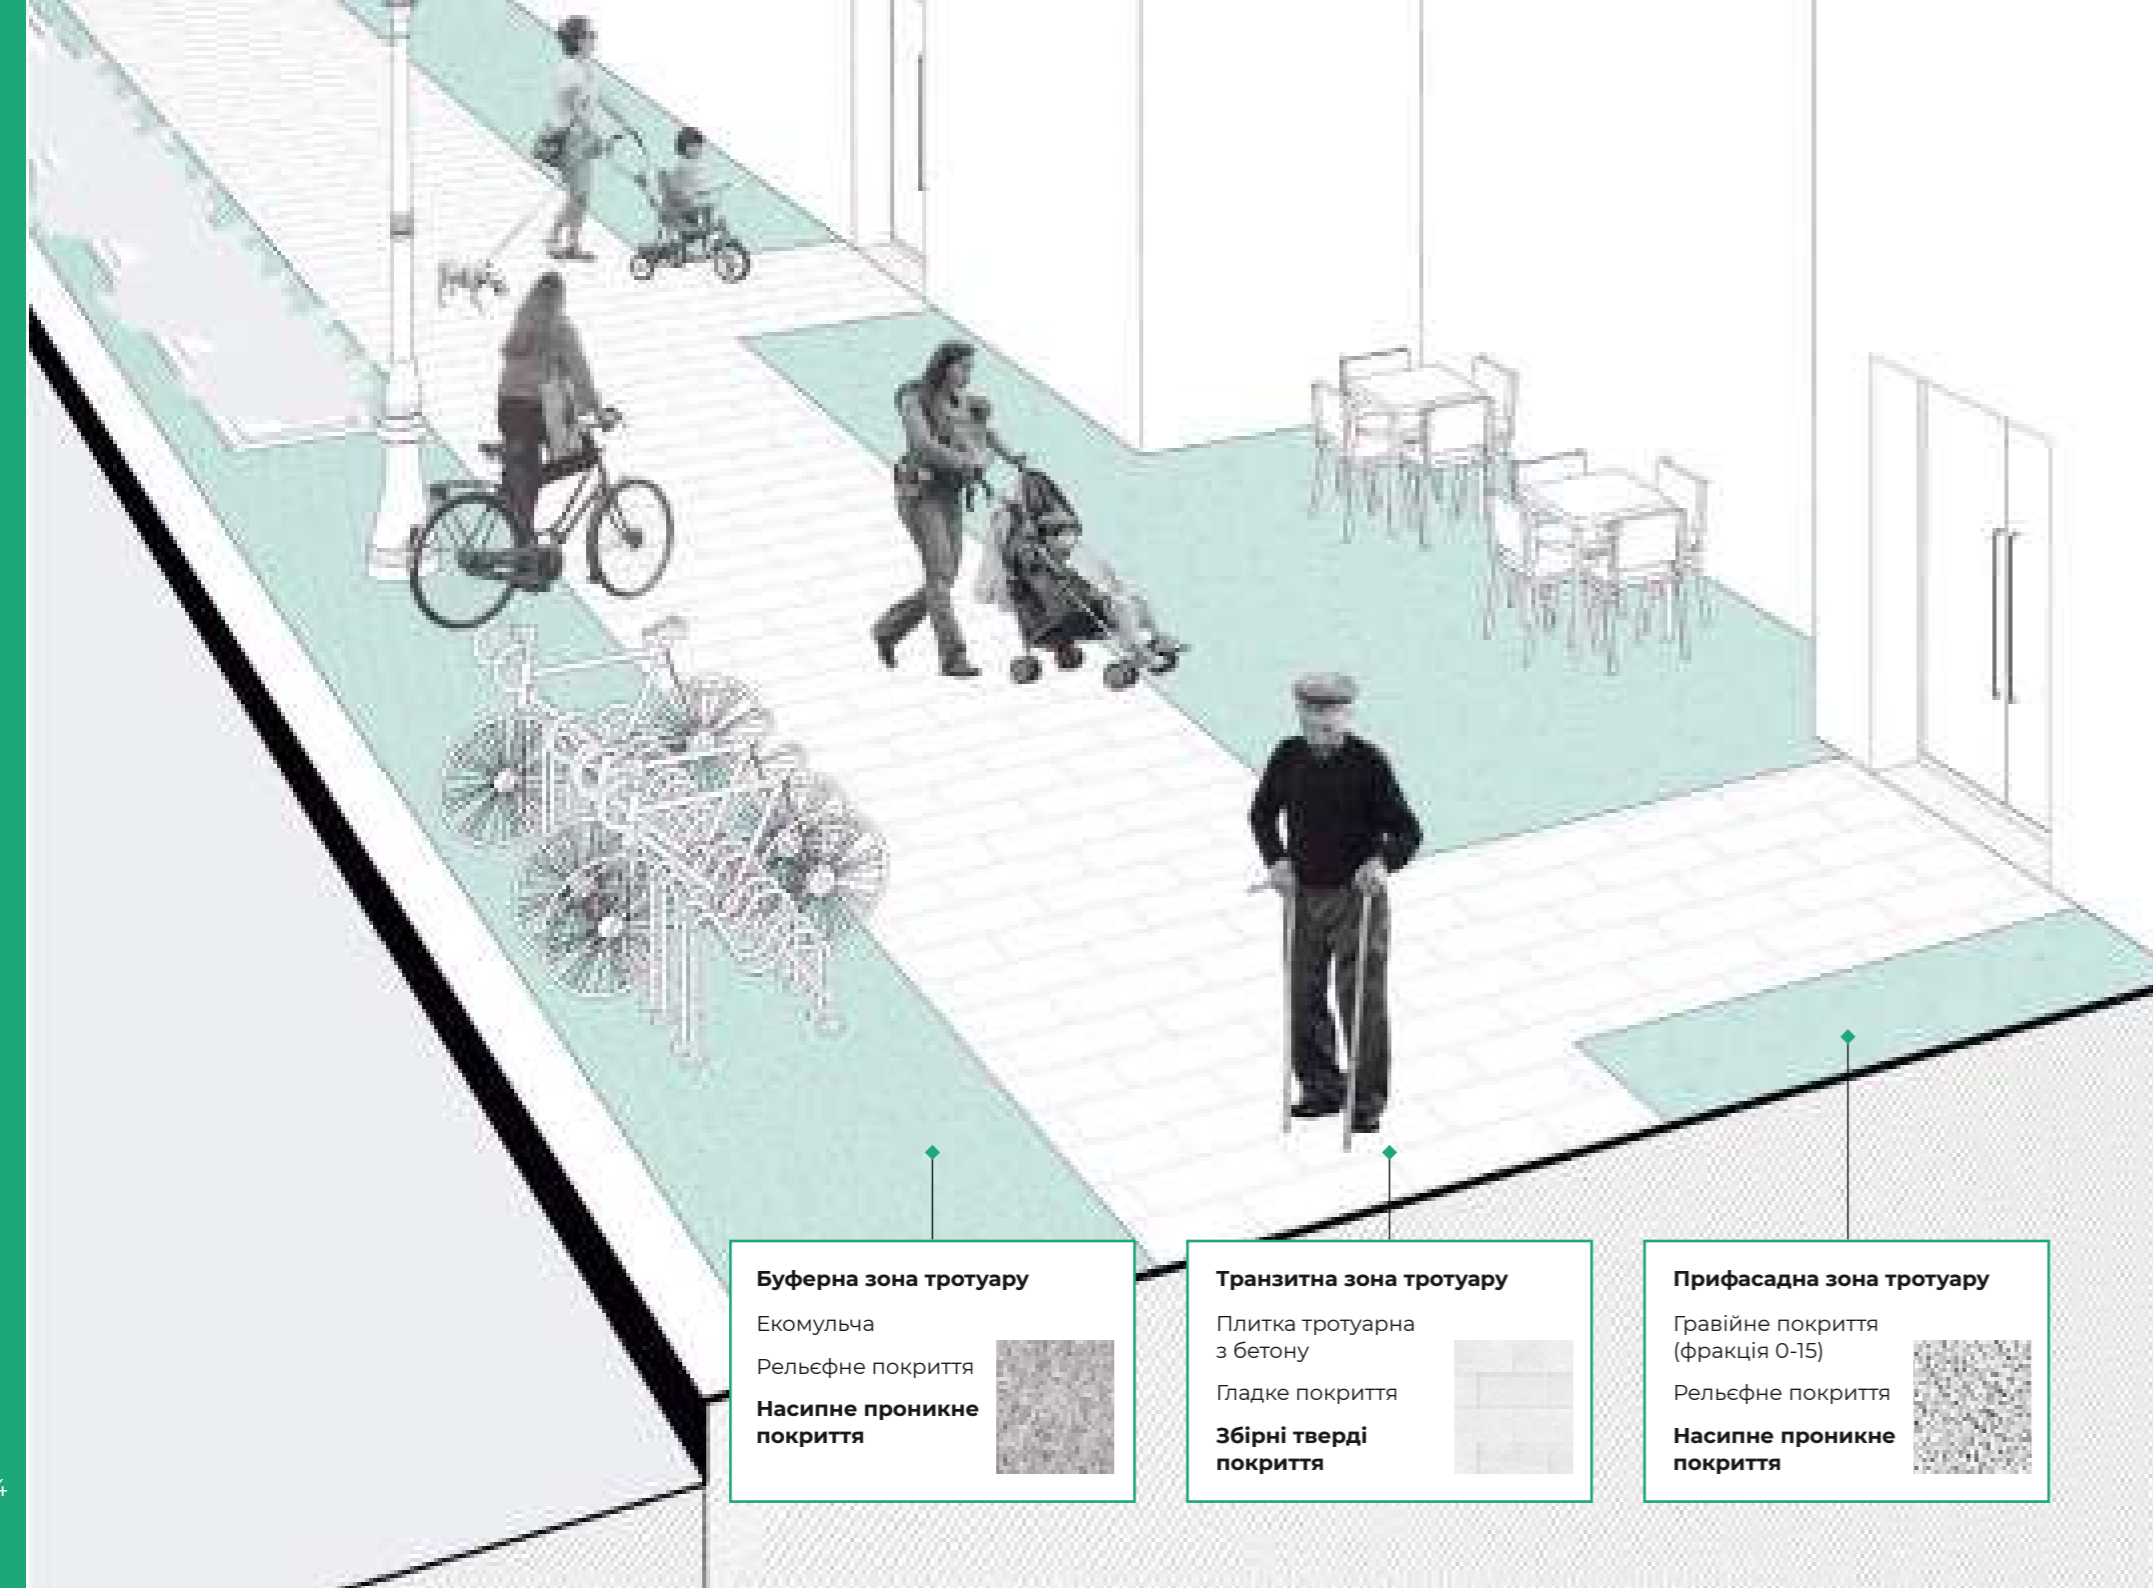 Буферна зона тротуару
Екомульча
Рельєфне покриття
Насипне проникне
покриття
Транзитна зона тротуару
Плитка тротуарна
з бетону
Гладке покриття
Збірні тверді
покриття
Прифасадна зона тротуару
Гравійне покриття
(фракція 0-15)
Рельєфне покриття
Насипне проникне
покриття